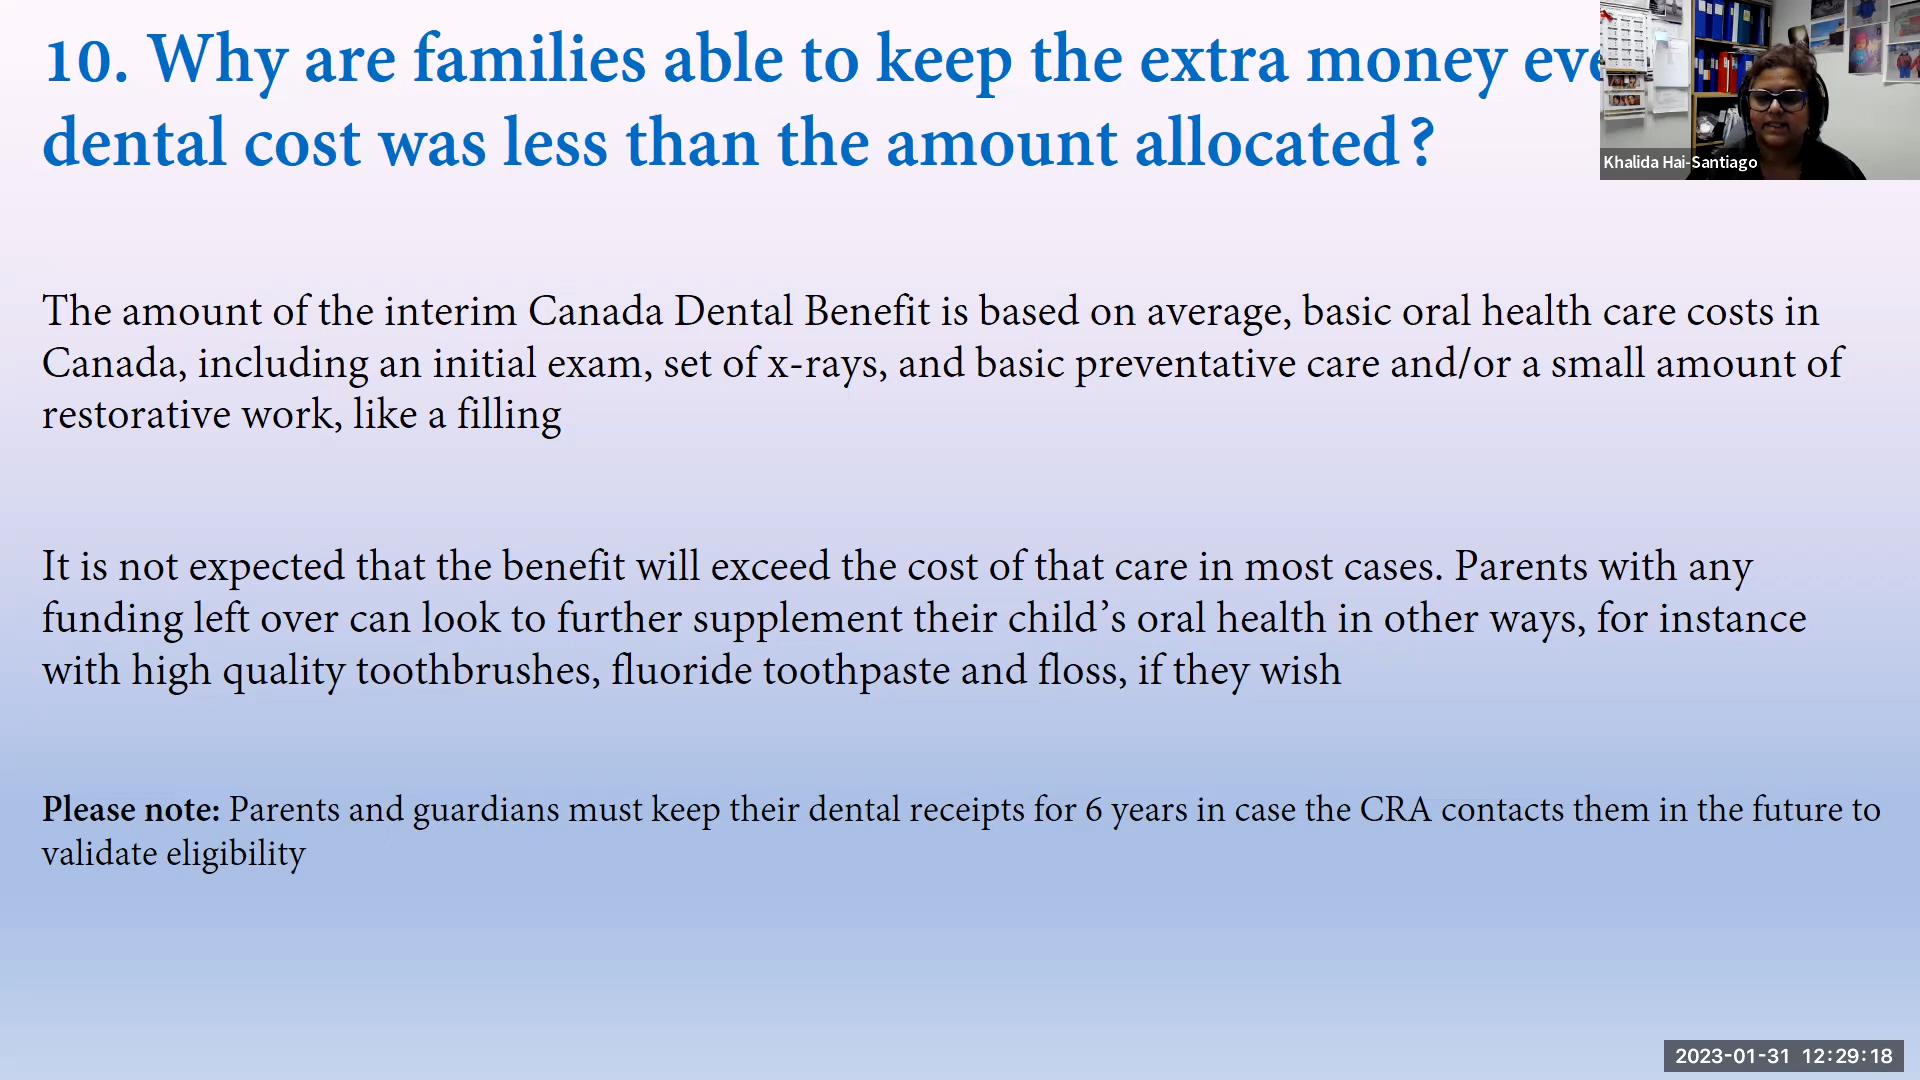 10. Why are families able to keep the extra money
dental cost was less than the amount allocated?
Khalida Hai-Santiago
The amount of the interim Canada Dental Benefit is based on average, basic oral health care costs in
Canada, including an initial exam, set of x-rays, and basic preventative care and/or a small amount of
restorative work, like a filling
It is not expected that the benefit will exceed the cost of that care in most cases. Parents with any
funding left over can look to further supplement their child’s oral health in other ways, for instance
with high quality toothbrushes, fluoride toothpaste and floss, if they wish
Please note: Parents and guardians must keep their dental receipts for 6 years in case the CRA contacts them in the future to
validate eligibility
2023-01-31 12:29:18